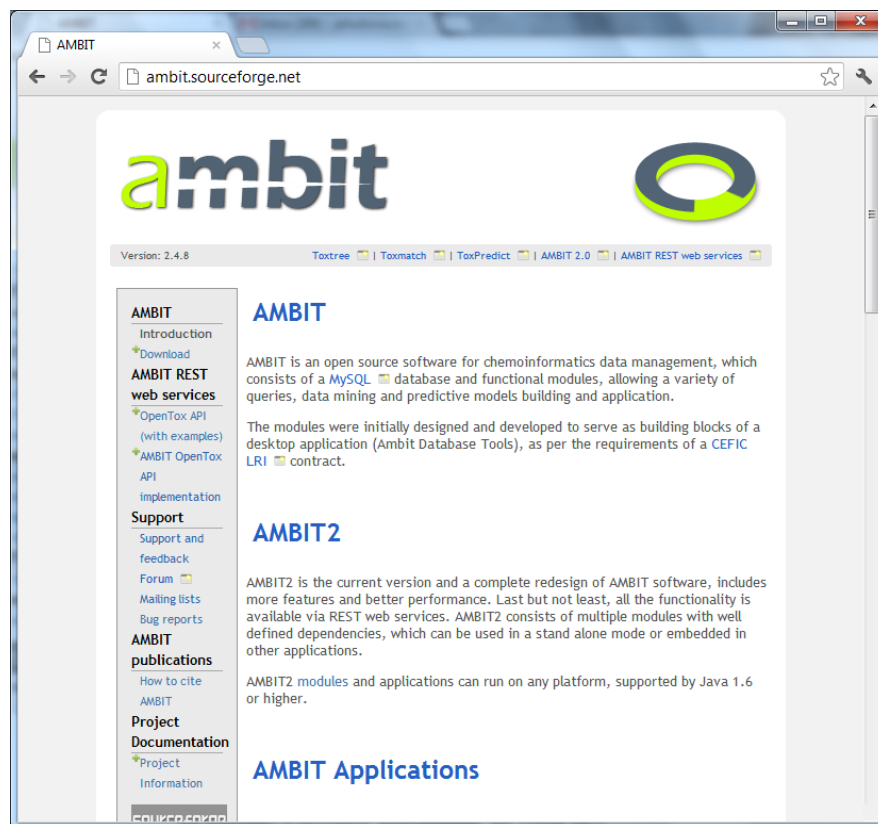 AMBIT
ambit.sourceforge.net
ambit
Version: 2.4.8
Toxtree | Toxmatch | ToxPredict | AMBIT 2.0 | AMBIT REST web services
AMBIT
Introduction
Download
AMBIT REST
web services
OpenTox API
(with examples)
AMBIT OpenTox
API
implementation
Support
Support and
feedback
Forum
Mailing lists
Bug reports
AMBIT
publications
How to cite
AMBIT
Project
Documentation
Project
Information
AMBIT
AMBIT is an open source software for chemoinformatics data management, which
consists of a MySQL database and functional modules, allowing a variety of
queries, data mining and predictive models building and application.
The modules were initially designed and developed to serve as building blocks of a
desktop application (Ambit Database Tools), as per the requirements of a CEFIC
LRI contract.
AMBIT2
AMBIT2 is the current version and a complete redesign of AMBIT software, includes
more features and better performance. Last but not least, all the functionality is
available via REST web services. AMBIT2 consists of multiple modules with well
defined dependencies, which can be used in a stand alone mode or embedded in
other applications.
AMBIT2 modules and applications can run on any platform, supported by Java 1.6
or higher.
AMBIT Applications